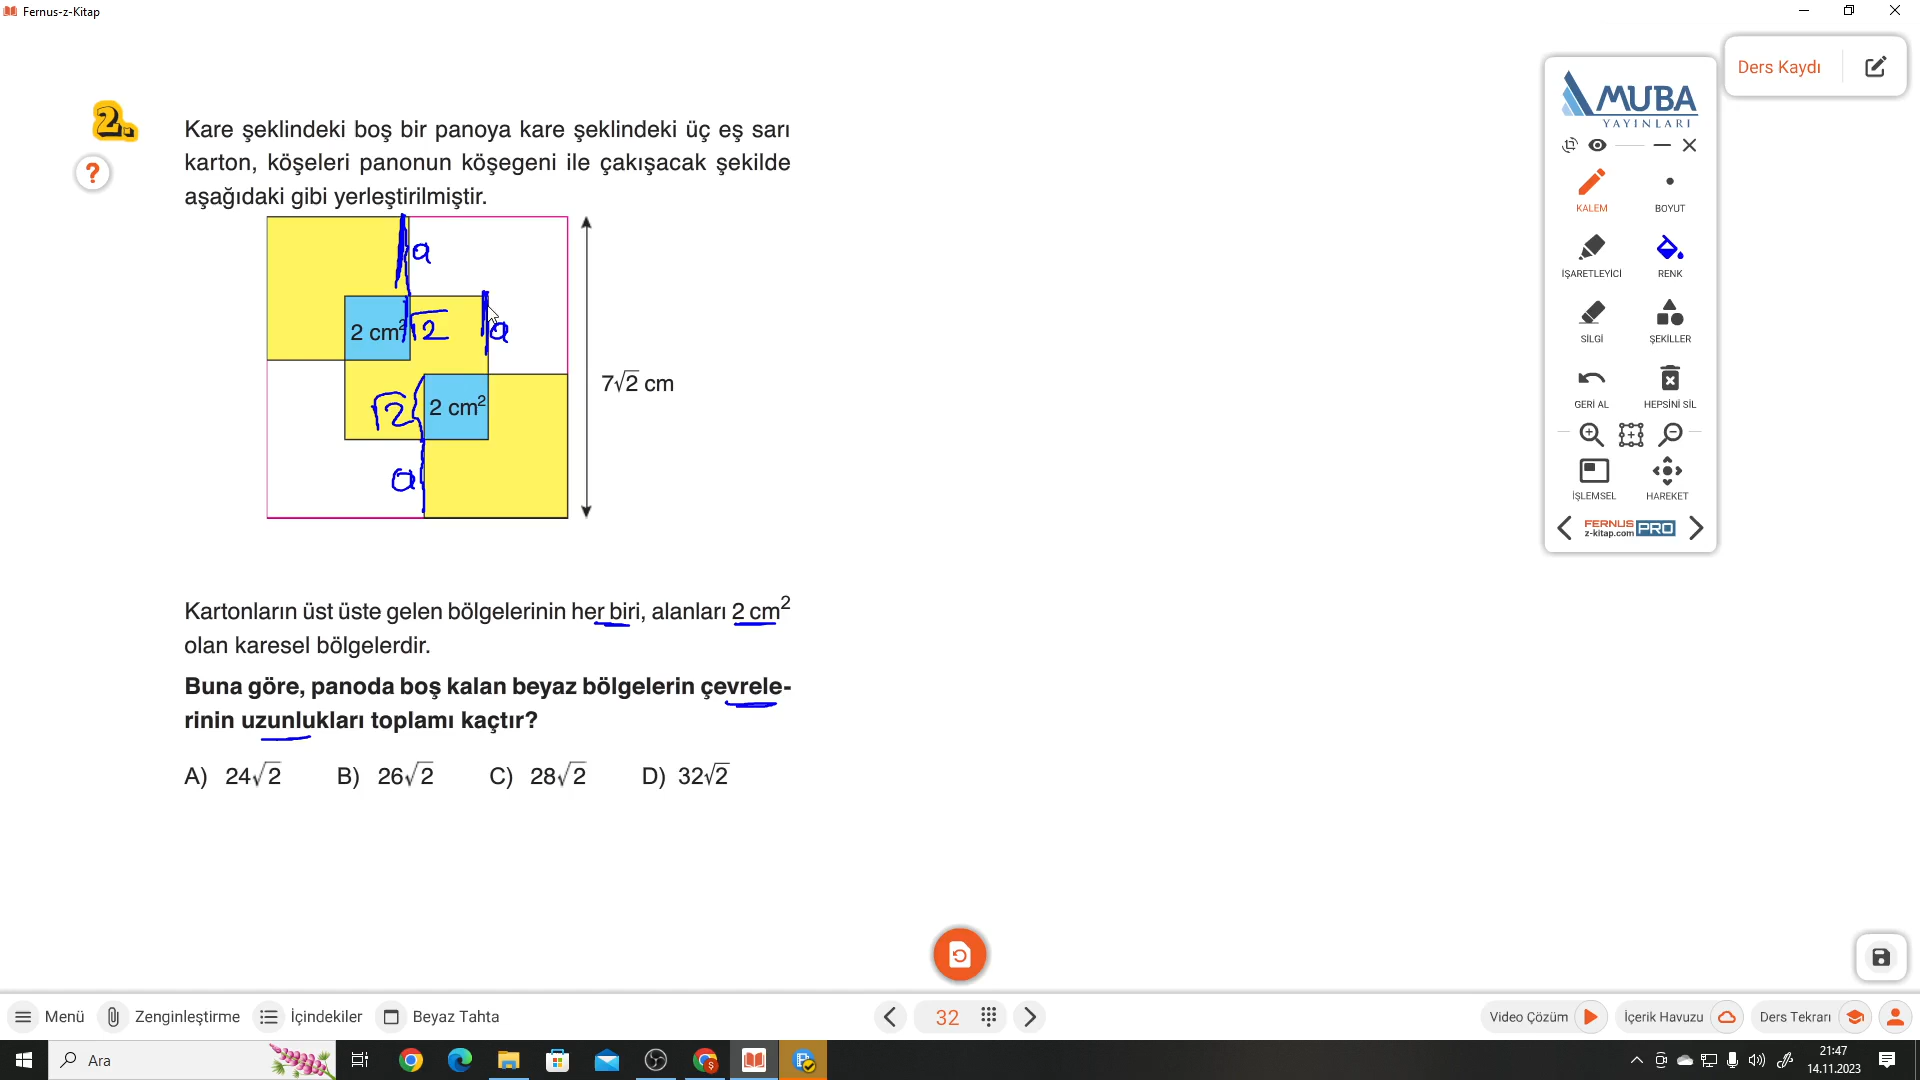 Fernus-z-Kitap
Ders Kaydı
MUBA
YAYINLARI
KALEM
BOYUT
İŞARETLEYİCİ
RENK
SİLGİ
ŞEKİLLER
GERİ AL
HEPSİNİ SİL
İŞLEMSEL
HAREKET
FERNUS
z-kitap.com PRO
2.
?
Kare şeklindeki boş bir panoya kare şeklindeki üç eş sarı
karton, köşeleri panonun köşegeni ile çakışacak şekilde
aşağıdaki gibi yerleştirilmiştir.
a
2 cm²
√2
a
7√2 cm
√2
2 cm²
a
Kartonların üst üste gelen bölgelerinin her biri, alanları 2 cm²
olan karesel bölgelerdir.
Buna göre, panoda boş kalan beyaz bölgelerin çevrele-
rinin uzunlukları toplamı kaçtır?
A) 24√2 B) 26√2 C) 28√2 D) 32√2
Menü Zenginleştirme İçindekiler Beyaz Tahta 32 Video Çözüm İçerik Havuzu Ders Tekrarı
Ara
21:47
14.11.2023